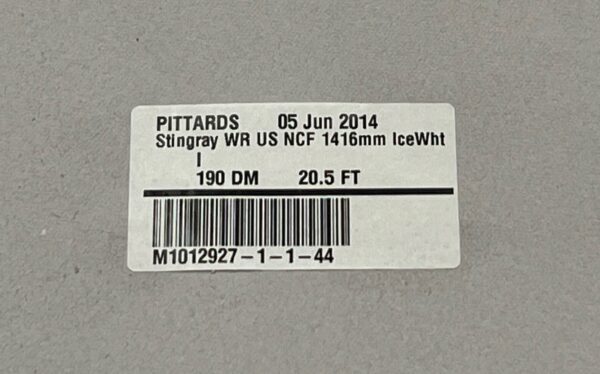 PITTARDS 05 Jun 2014
Stingray WR US NCF 1416mm IceWht
I
190 DM 20.5 FT
M1012927-1-1-44